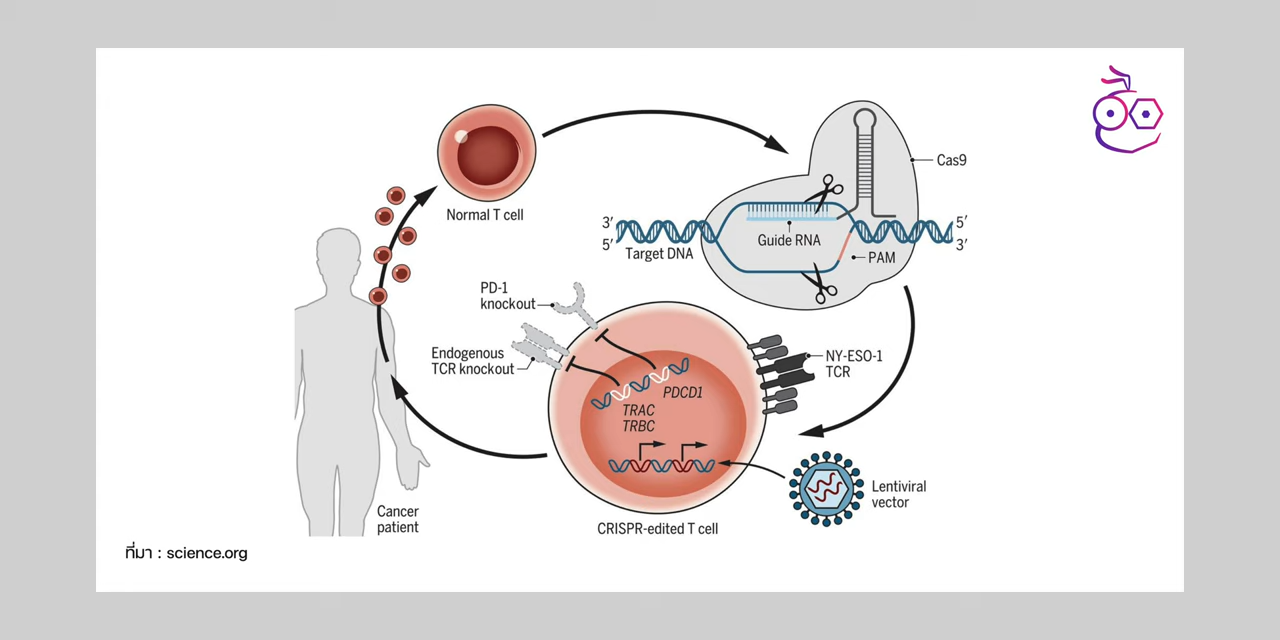 Normal T cell
Cas9
3′
5′
Target DNA
Guide RNA
PAM
5′
3′
PD-1
knockout
Endogenous
TCR knockout
NY-ESO-1
TCR
PDCD1
TRAC
TRBC
Lentiviral
vector
Cancer
patient
CRISPR-edited T cell
ที่มา : science.org